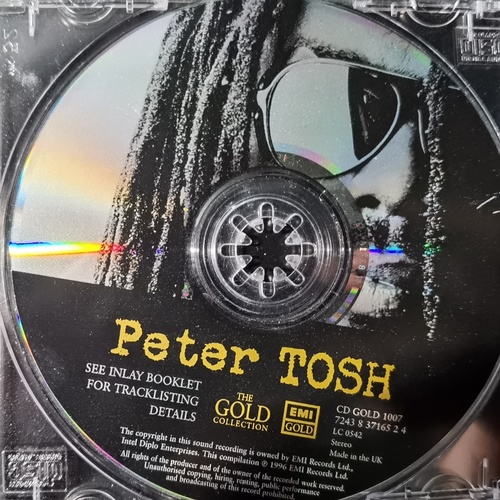 Peter TOSH
SEE INLAY BOOKLET
FOR TRACKLISTING
DETAILS
THE
GOLD
COLLECTION
EMI
GOLD
CD GOLD 1007
7243 8 37165 2 4
LC 0542
Stereo
Made in the UK
The copyright in this sound recording is owned by EMI Records Ltd.,
Intel Diplo Enterprises. This compilation ℗ 1996 EMI Records Ltd.
All rights of the producer and of the owner of the recorded work reserved.
Unauthorised copying, hiring, renting, public performance
and broadcasting of this record prohibited.